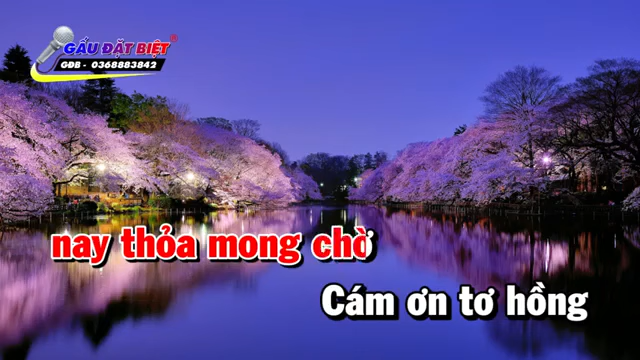 GẤU ĐẶT BIỆT®
GĐB - 0368883842
nay thỏa mong chờ
Cám ơn tơ hồng